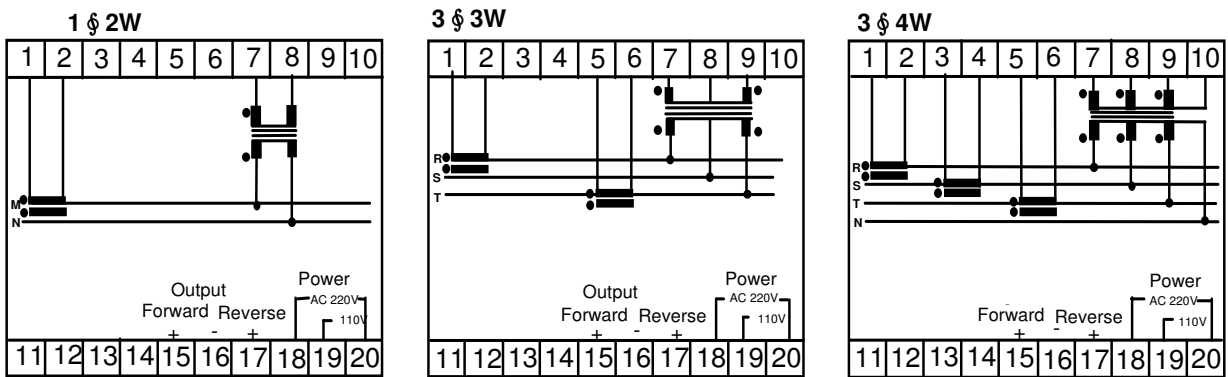 1 ∮ 2W
1 2 3 4 5 6 7 8 9 10
M
N
Output
Power
AC 220V
Forward Reverse
110V
+ - +
11 12 13 14 15 16 17 18 19 20
3 ∮ 3W
1 2 3 4 5 6 7 8 9 10
R
S
T
Output
Power
AC 220V
Forward Reverse
110V
+ - +
11 12 13 14 15 16 17 18 19 20
3 ∮ 4W
1 2 3 4 5 6 7 8 9 10
R
S
T
N
Power
AC 220V
Forward Reverse
110V
+ - +
11 12 13 14 15 16 17 18 19 20